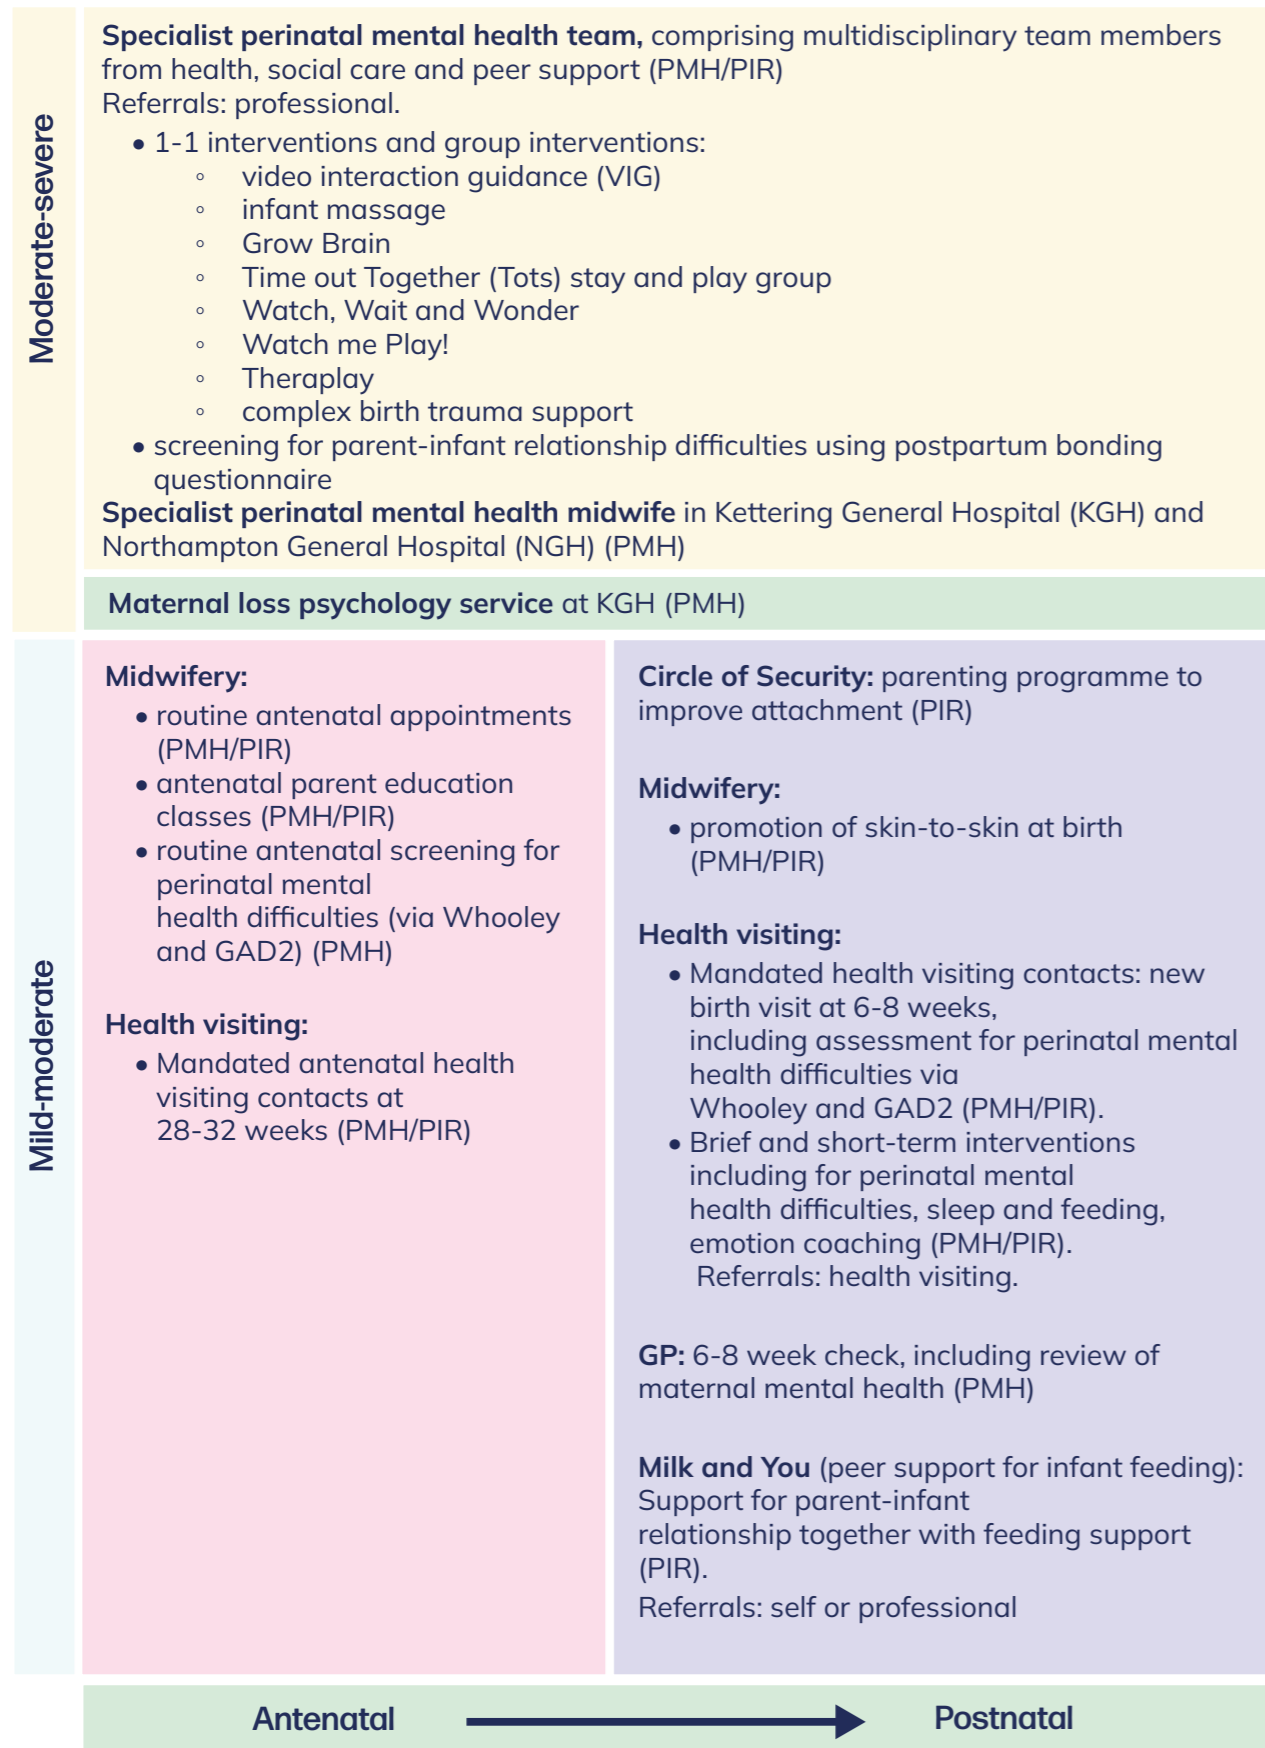 Moderate-severe
Specialist perinatal mental health team, comprising multidisciplinary team members
from health, social care and peer support (PMH/PIR)
Referrals: professional.
• 1-1 interventions and group interventions:
◦ video interaction guidance (VIG)
◦ infant massage
◦ Grow Brain
◦ Time out Together (Tots) stay and play group
◦ Watch, Wait and Wonder
◦ Watch me Play!
◦ Theraplay
◦ complex birth trauma support
• screening for parent-infant relationship difficulties using postpartum bonding
questionnaire
Specialist perinatal mental health midwife in Kettering General Hospital (KGH) and
Northampton General Hospital (NGH) (PMH)
Maternal loss psychology service at KGH (PMH)
Mild-moderate
Midwifery:
• routine antenatal appointments
(PMH/PIR)
• antenatal parent education
classes (PMH/PIR)
• routine antenatal screening for
perinatal mental
health difficulties (via Whooley
and GAD2) (PMH)
Health visiting:
• Mandated antenatal health
visiting contacts at
28-32 weeks (PMH/PIR)
Circle of Security: parenting programme to
improve attachment (PIR)
Midwifery:
• promotion of skin-to-skin at birth
(PMH/PIR)
Health visiting:
• Mandated health visiting contacts: new
birth visit at 6-8 weeks,
including assessment for perinatal mental
health difficulties via
Whooley and GAD2 (PMH/PIR).
• Brief and short-term interventions
including for perinatal mental
health difficulties, sleep and feeding,
emotion coaching (PMH/PIR).
Referrals: health visiting.
GP: 6-8 week check, including review of
maternal mental health (PMH)
Milk and You (peer support for infant feeding):
Support for parent-infant
relationship together with feeding support
(PIR).
Referrals: self or professional
Antenatal
Postnatal